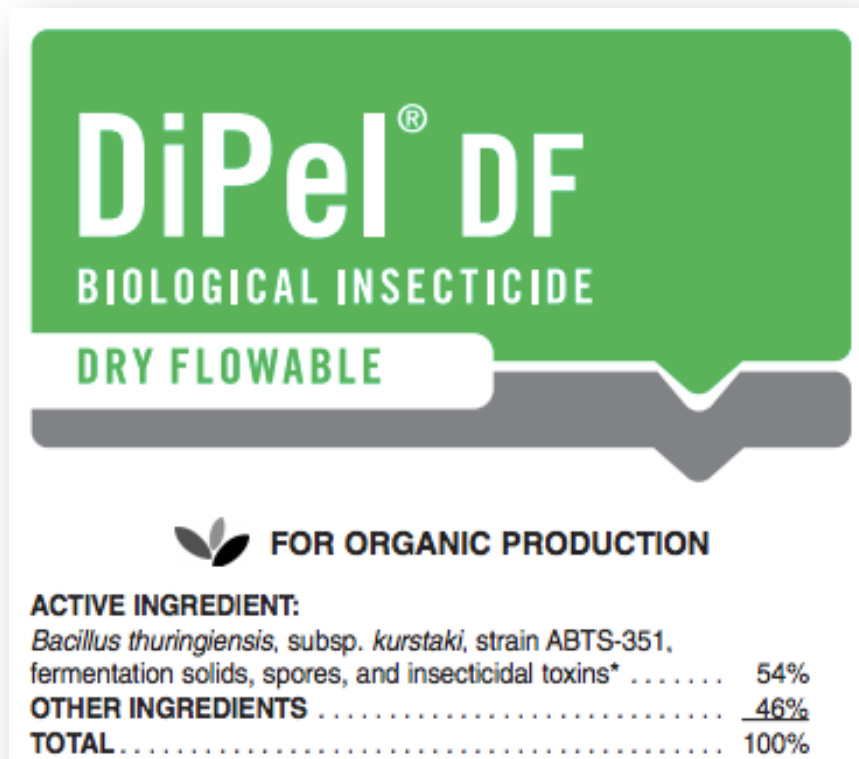 DiPel® DF
BIOLOGICAL INSECTICIDE
DRY FLOWABLE
FOR ORGANIC PRODUCTION
ACTIVE INGREDIENT:
Bacillus thuringiensis, subsp. kurstaki, strain ABTS-351,
fermentation solids, spores, and insecticidal toxins* . . . . . . . 54%
OTHER INGREDIENTS . . . . . . . . . . . . . . . . . . . . . . . . . . . . . 46%
TOTAL . . . . . . . . . . . . . . . . . . . . . . . . . . . . . . . . . . . . . . . . . . . 100%